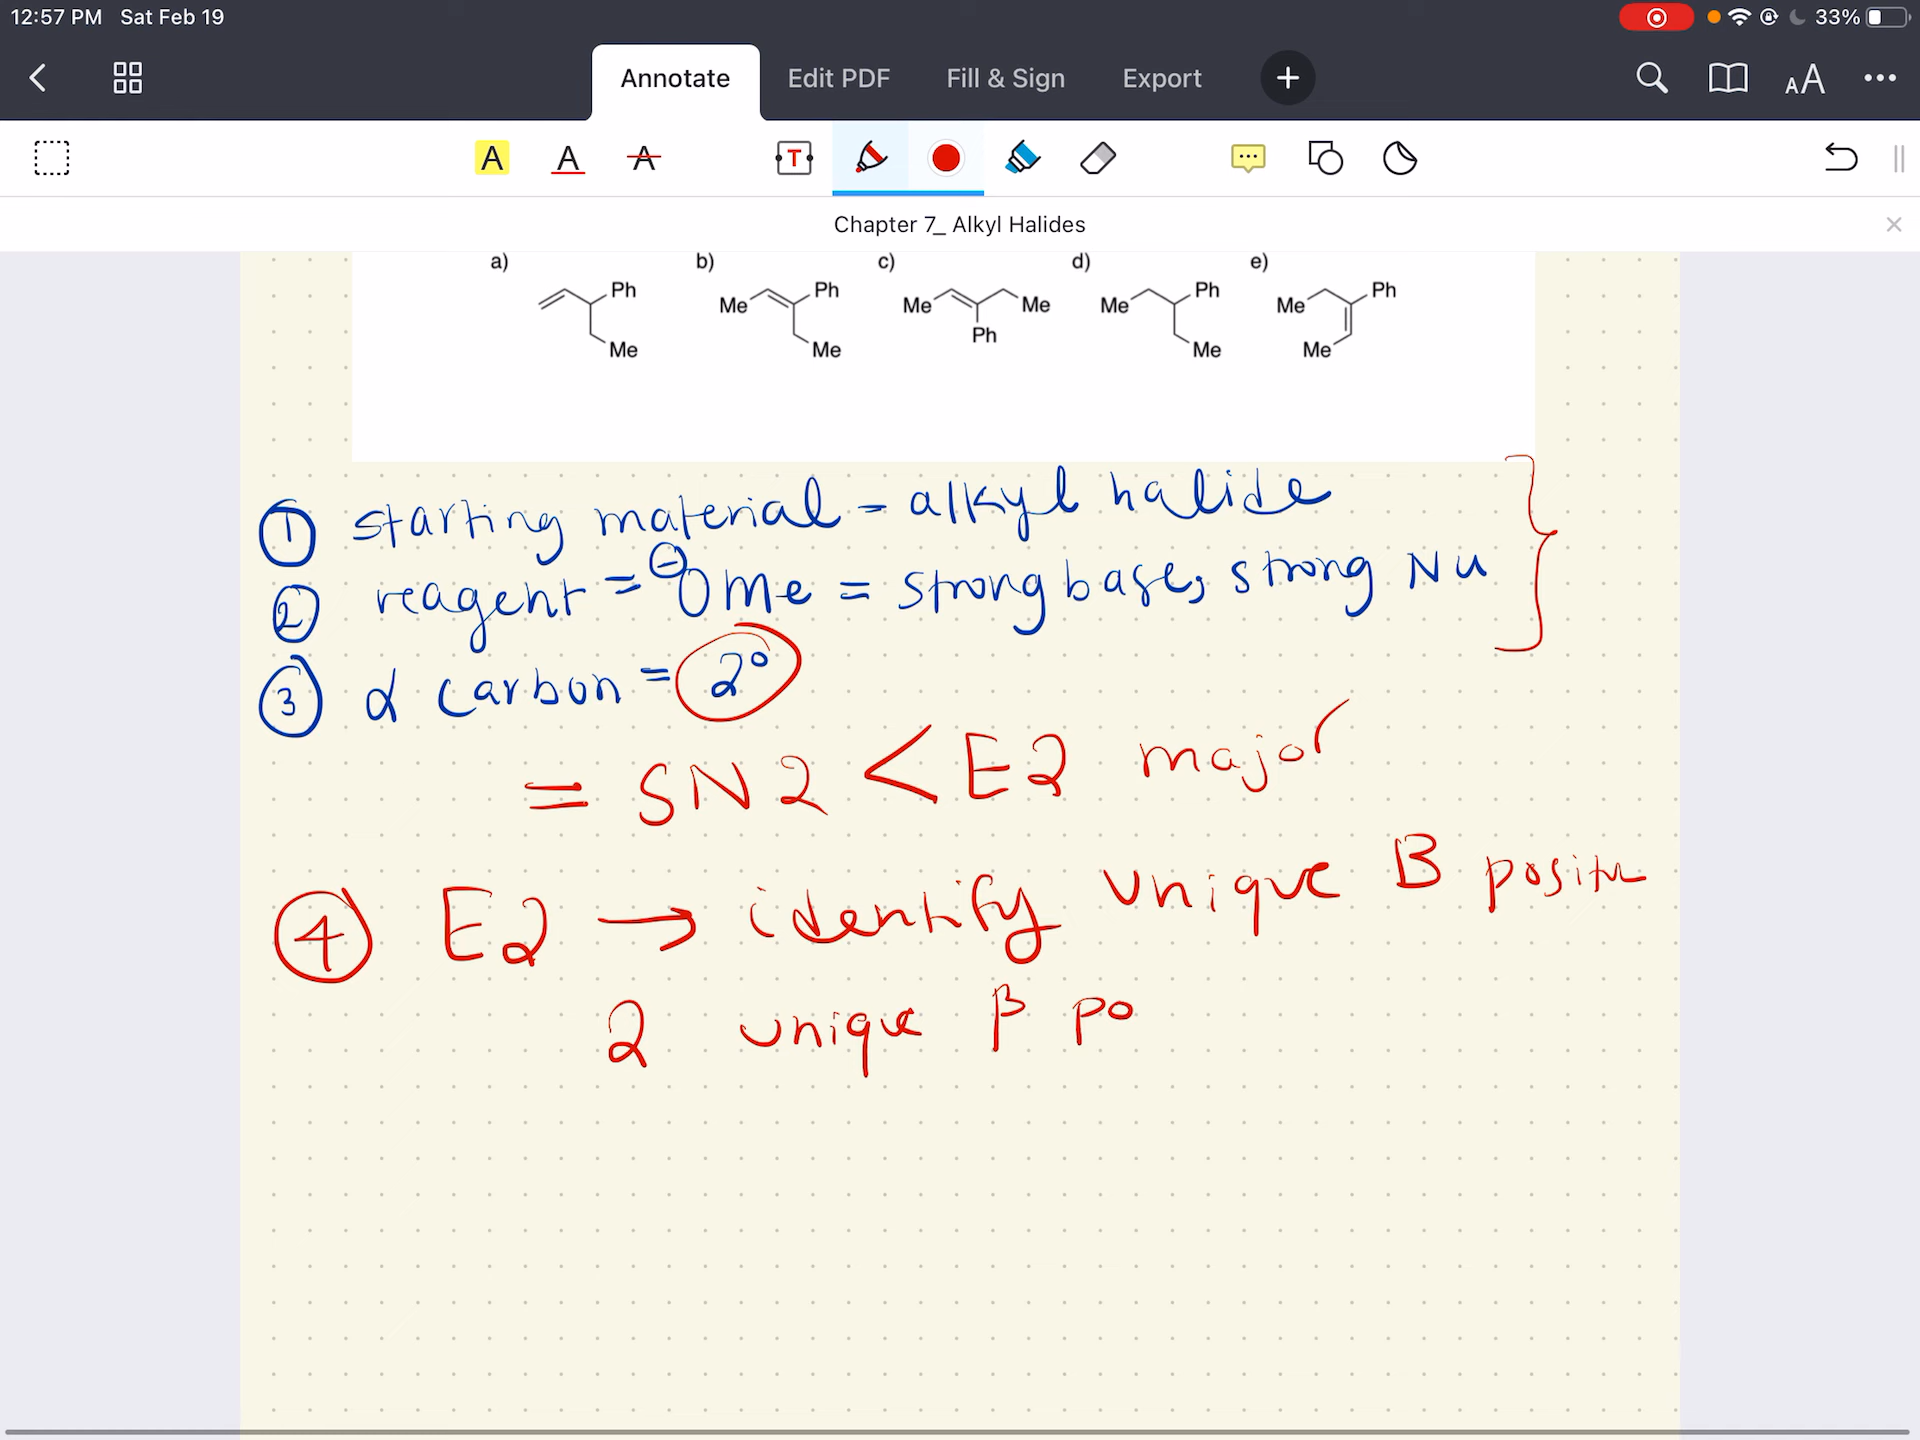 12:57 PM Sat Feb 19
33%
Annotate Edit PDF Fill & Sign Export +
AA
A A A T
Chapter 7_ Alkyl Halides
a) b) c) d) e)
Ph Me Ph Me Me Me Ph Me Ph
Me Me Ph Me Me
① starting material = alkyl halide
② reagent = ⊖OMe = strong base, strong Nu
③ α carbon = 2°
= SN2 < E2 major
④ E2 → identify unique B
2 unique β po